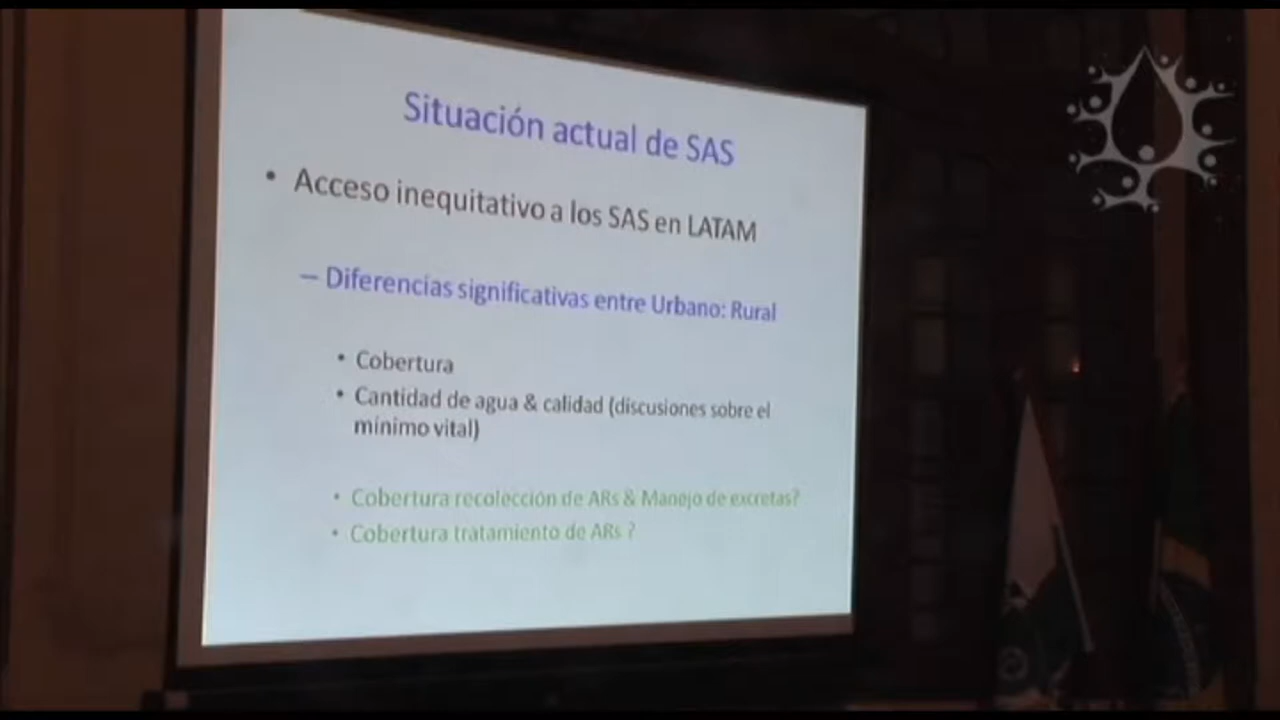 Situación actual de SAS
• Acceso inequitativo a los SAS en LATAM
– Diferencias significativas entre Urbano: Rural
• Cobertura
• Cantidad de agua & calidad (discusiones sobre el
mínimo vital)
• Cobertura recolección de ARs & Manejo de excretas?
• Cobertura tratamiento de ARs ?